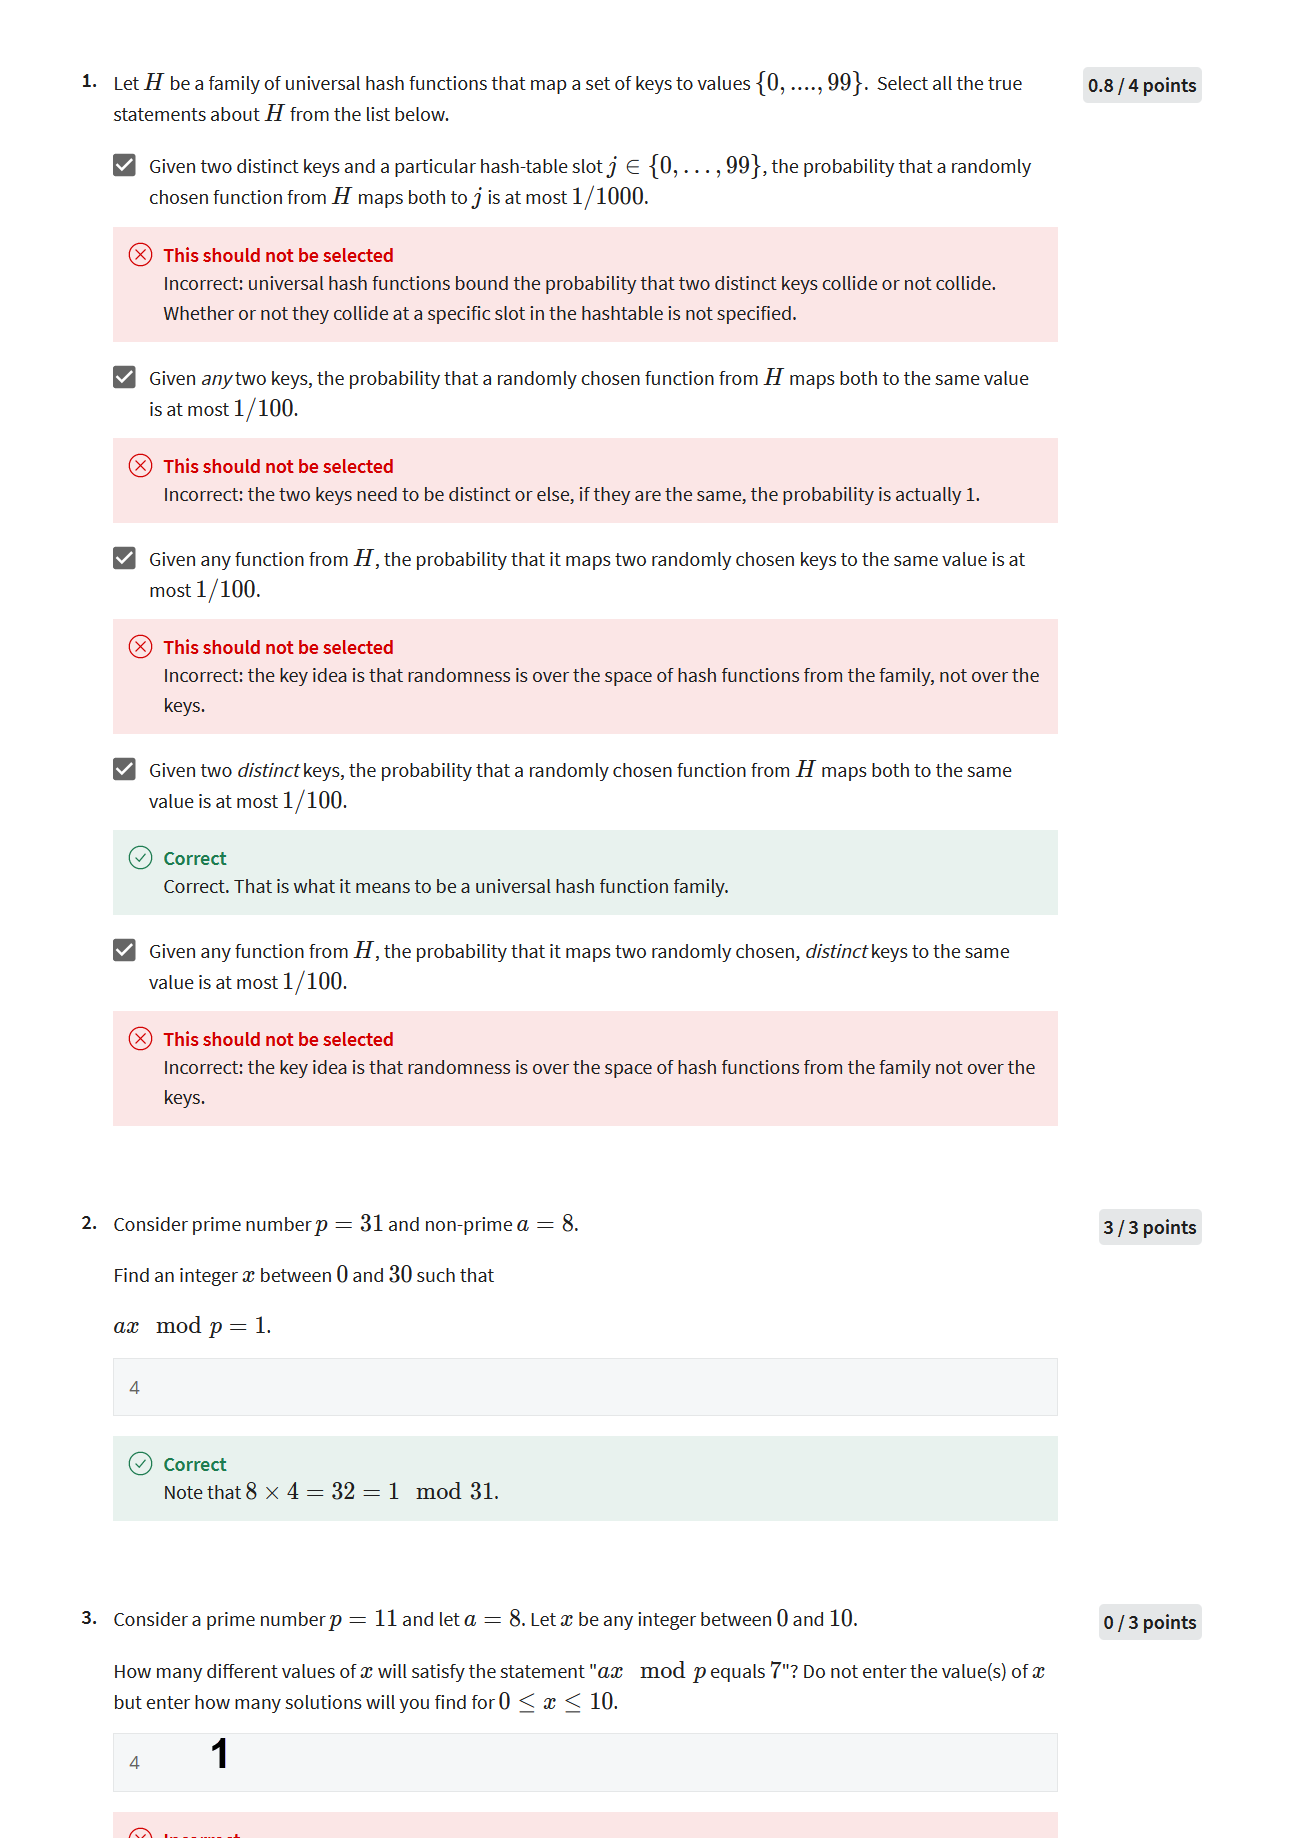 1. Let H be a family of universal hash functions that map a set of keys to values {0, ...., 99}. Select all the true
0.8 / 4 points
statements about H from the list below.
Given two distinct keys and a particular hash-table slot j ∈ {0, . . . , 99}, the probability that a randomly
chosen function from H maps both to j is at most 1/1000.
This should not be selected
Incorrect: universal hash functions bound the probability that two distinct keys collide or not collide.
Whether or not they collide at a specific slot in the hashtable is not specified.
Given any two keys, the probability that a randomly chosen function from H maps both to the same value
is at most 1/100.
This should not be selected
Incorrect: the two keys need to be distinct or else, if they are the same, the probability is actually 1.
Given any function from H, the probability that it maps two randomly chosen keys to the same value is at
most 1/100.
This should not be selected
Incorrect: the key idea is that randomness is over the space of hash functions from the family, not over the
keys.
Given two distinct keys, the probability that a randomly chosen function from H maps both to the same
value is at most 1/100.
Correct
Correct. That is what it means to be a universal hash function family.
Given any function from H, the probability that it maps two randomly chosen, distinct keys to the same
value is at most 1/100.
This should not be selected
Incorrect: the key idea is that randomness is over the space of hash functions from the family not over the
keys.
2. Consider prime number p = 31 and non-prime a = 8.
3 / 3 points
Find an integer x between 0 and 30 such that
ax mod p = 1.
4
Correct
Note that 8 × 4 = 32 = 1 mod 31.
3. Consider a prime number p = 11 and let a = 8. Let x be any integer between 0 and 10.
0 / 3 points
How many different values of x will satisfy the statement "ax mod p equals 7"? Do not enter the value(s) of x
but enter how many solutions will you find for 0 ≤ x ≤ 10.
4 1